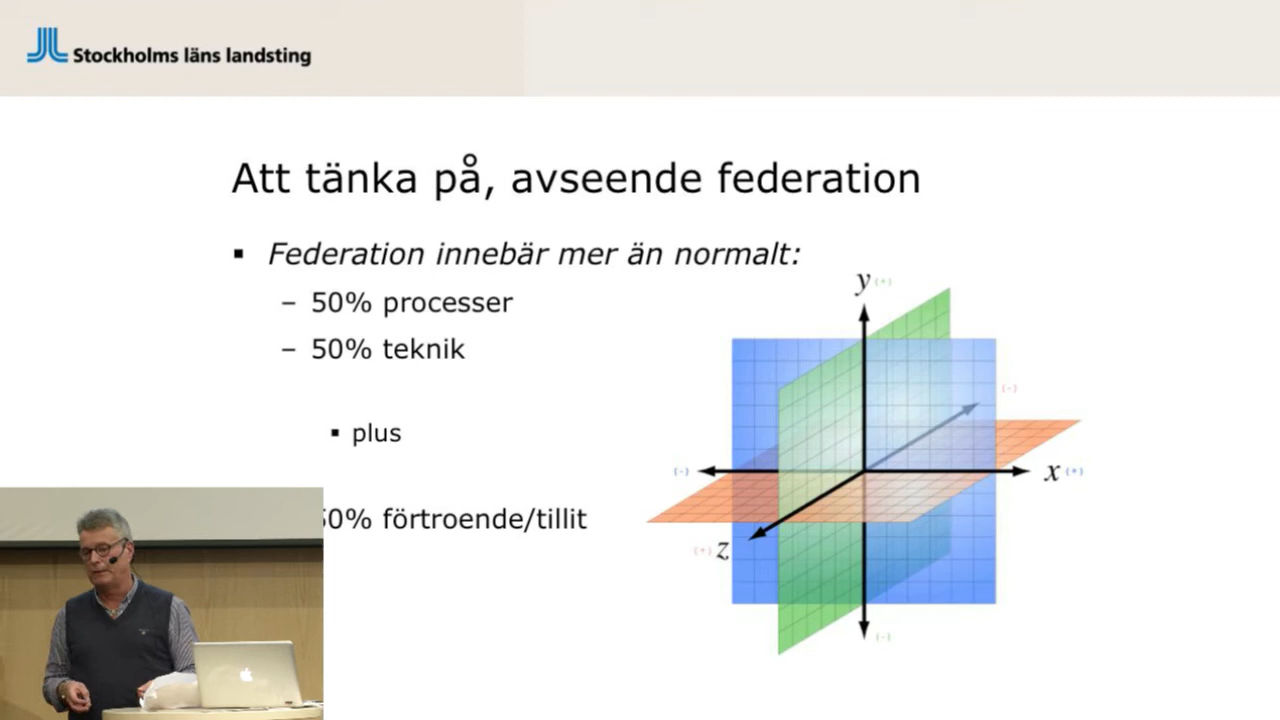 Stockholms läns landsting
Att tänka på, avseende federation
▪ Federation innebär mer än normalt:
– 50% processer
– 50% teknik
▪ plus
50% förtroende/tillit
y (+)
(-)
(-) x (+)
(+) z
(-)